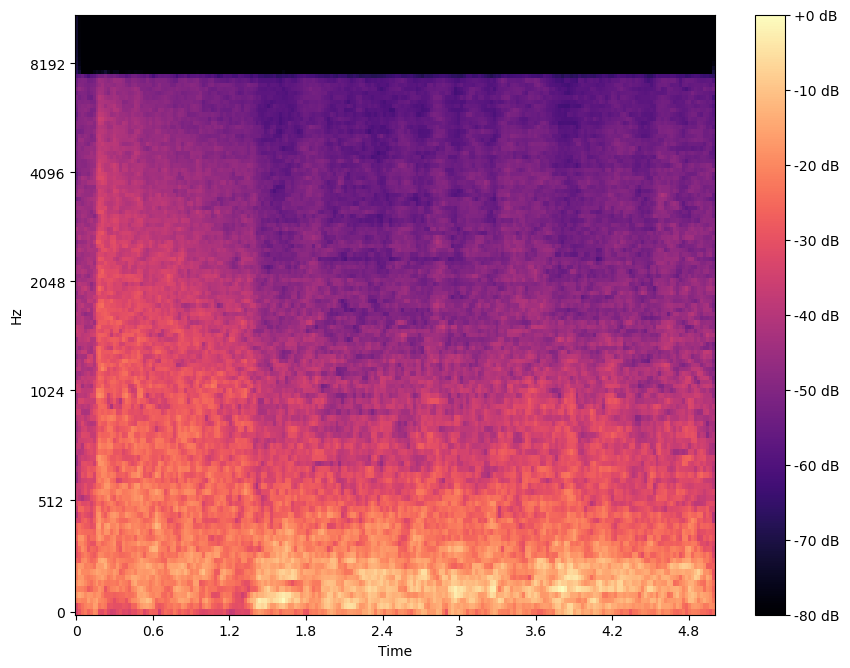 +0 dB
8192
-10 dB
4096
-20 dB
-30 dB
2048
Hz
-40 dB
1024
-50 dB
-60 dB
512
-70 dB
0
-80 dB
0 0.6 1.2 1.8 2.4 3 3.6 4.2 4.8
Time